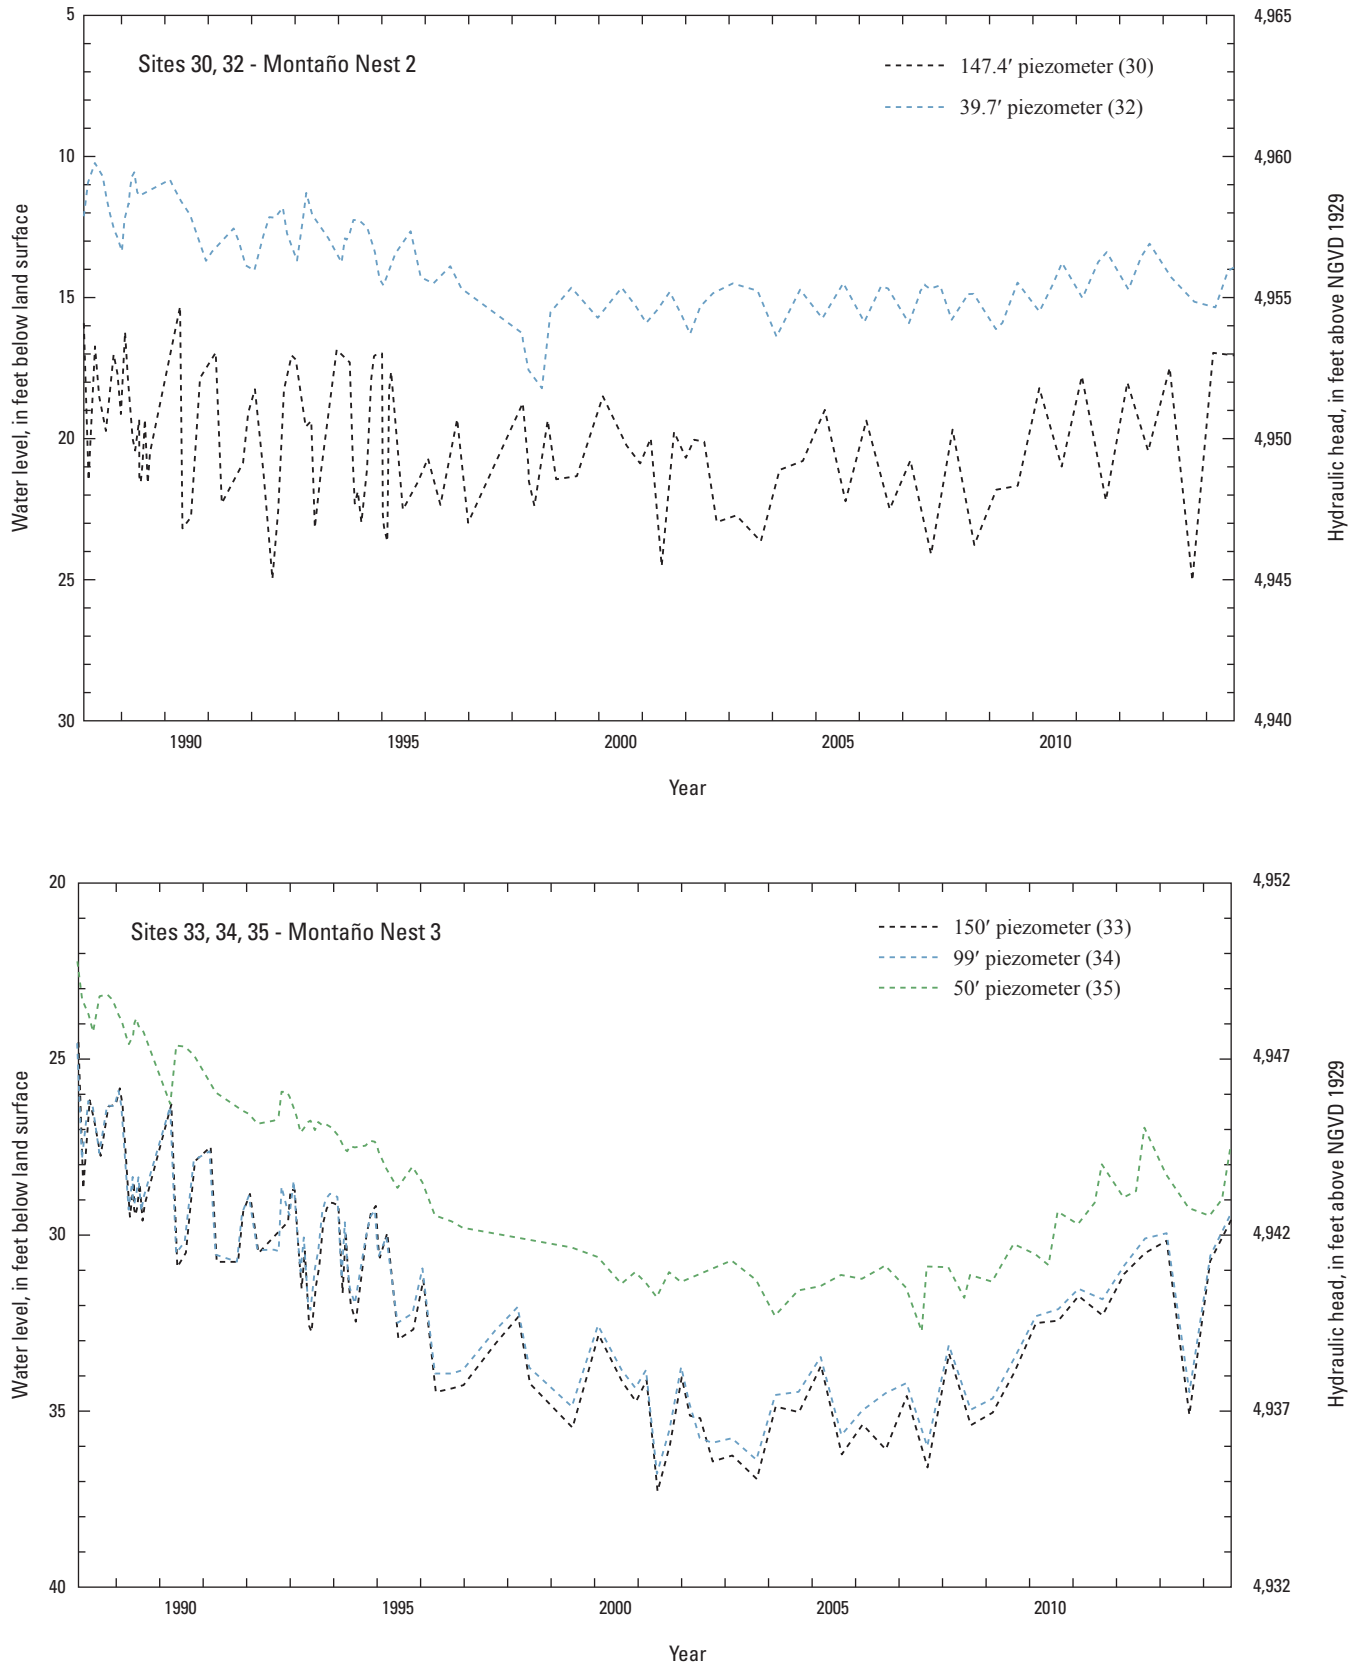 Sites 30, 32 - Montaño Nest 2
147.4′ piezometer (30)
39.7′ piezometer (32)
Water level, in feet below land surface
5
10
15
20
25
30
Hydraulic head, in feet above NGVD 1929
4,965
4,960
4,955
4,950
4,945
4,940
1990 1995 2000 2005 2010
Year
Sites 33, 34, 35 - Montaño Nest 3
150′ piezometer (33)
99′ piezometer (34)
50′ piezometer (35)
Water level, in feet below land surface
20
25
30
35
40
Hydraulic head, in feet above NGVD 1929
4,952
4,947
4,942
4,937
4,932
1990 1995 2000 2005 2010
Year